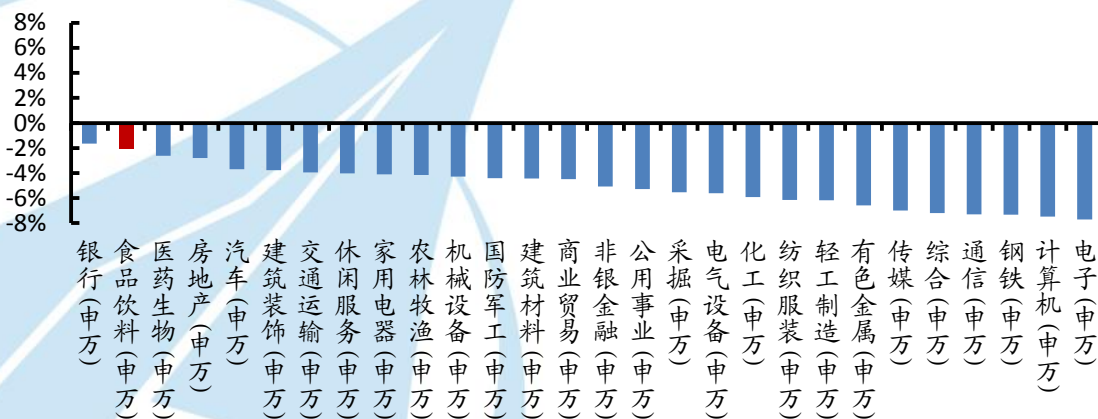 8%
6%
4%
2%
0%
-2%
-4%
-6%
-8%
银行(申万)
食品饮料(申万)
医药生物(申万)
房地产(申万)
汽车(申万)
建筑装饰(申万)
交通运输(申万)
休闲服务(申万)
家用电器(申万)
农林牧渔(申万)
机械设备(申万)
国防军工(申万)
建筑材料(申万)
商业贸易(申万)
非银金融(申万)
公用事业(申万)
采掘(申万)
电气设备(申万)
化工(申万)
纺织服装(申万)
轻工制造(申万)
有色金属(申万)
传媒(申万)
综合(申万)
通信(申万)
钢铁(申万)
计算机(申万)
电子(申万)